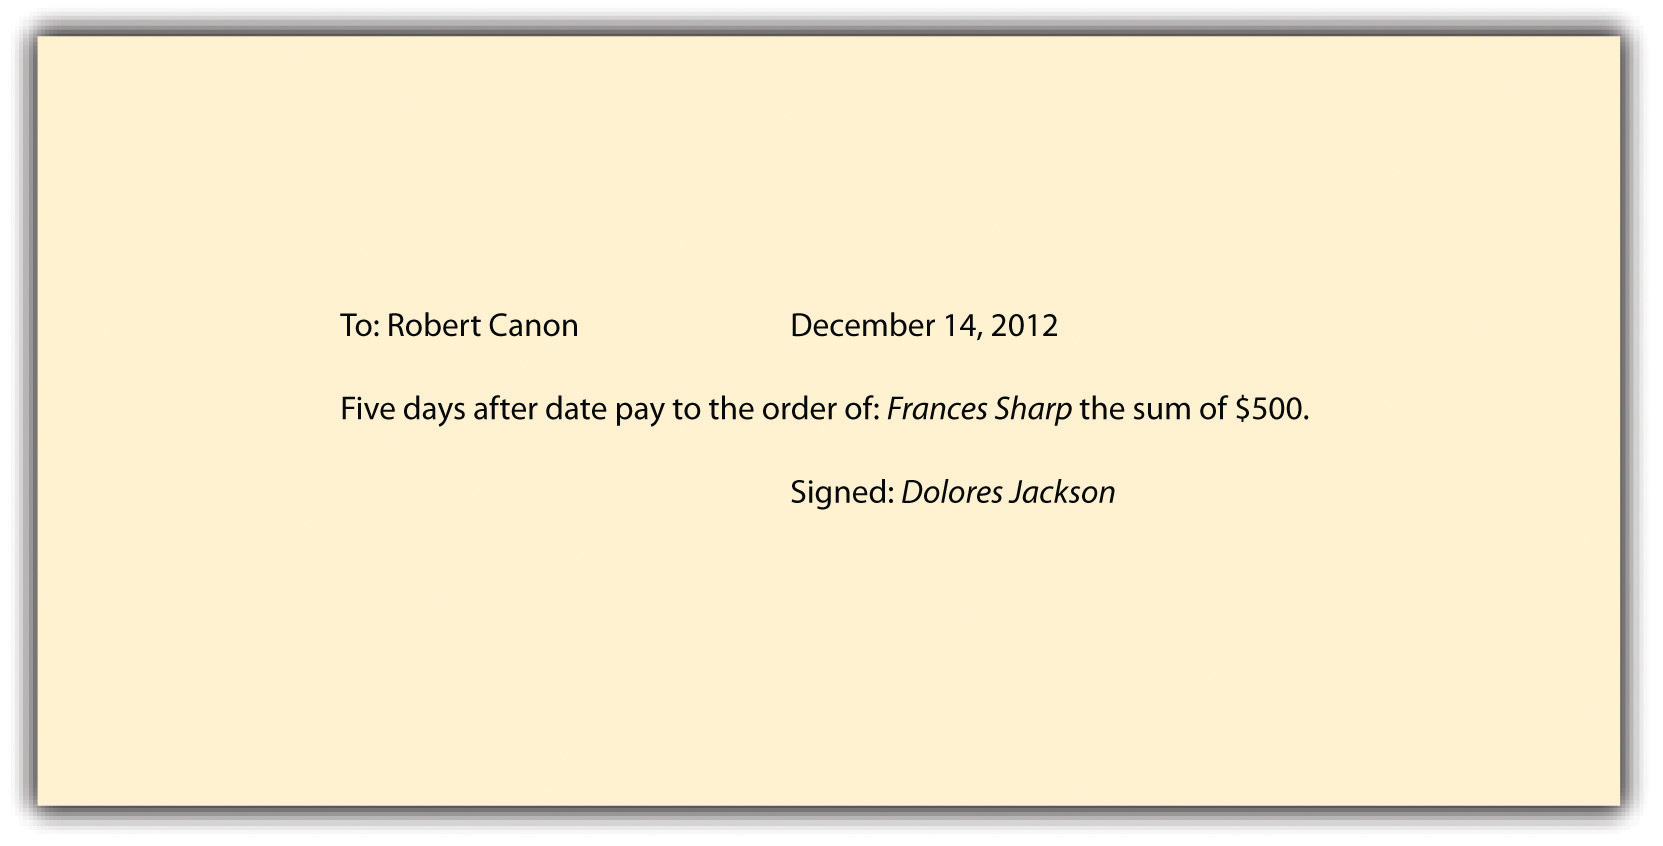 To: Robert Canon December 14, 2012
Five days after date pay to the order of: Frances Sharp the sum of $500.
Signed: Dolores Jackson